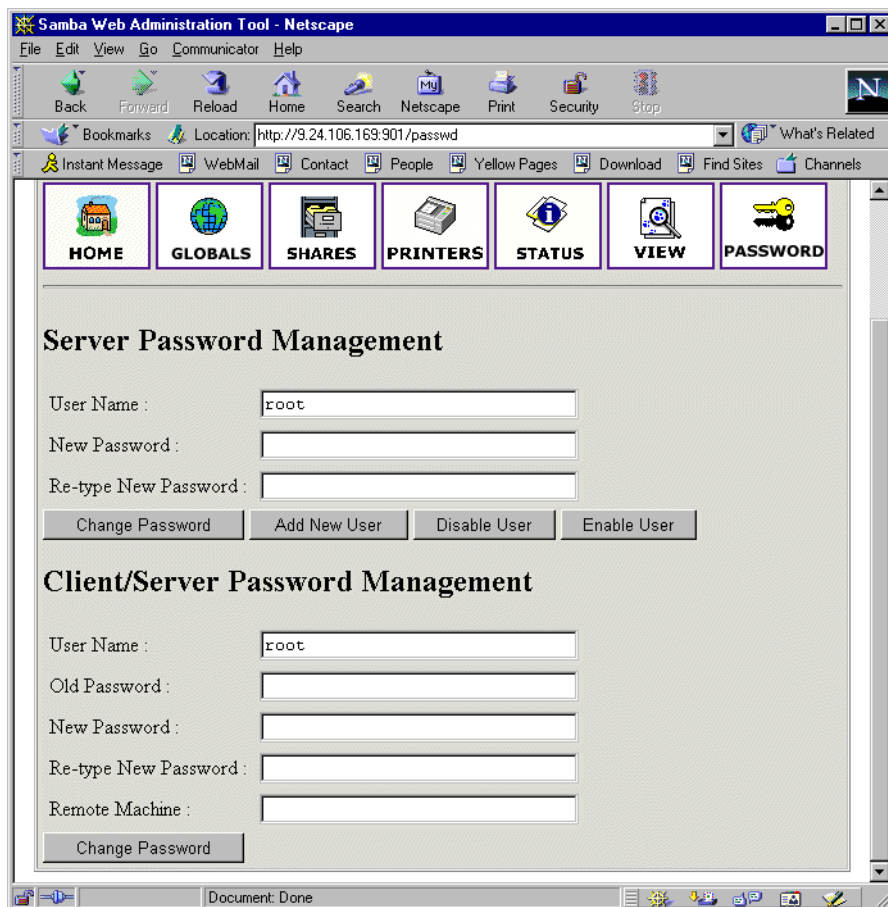 Samba Web Administration Tool - Netscape
File Edit View Go Communicator Help
Back Forward Reload Home Search Netscape Print Security Stop
My
N
Bookmarks Location: http://9.24.106.169:901/passwd What's Related
Instant Message WebMail Contact People Yellow Pages Download Find Sites Channels
HOME GLOBALS SHARES PRINTERS STATUS VIEW PASSWORD
Server Password Management
User Name : root
New Password :
Re-type New Password :
Change Password Add New User Disable User Enable User
Client/Server Password Management
User Name : root
Old Password :
New Password :
Re-type New Password :
Remote Machine :
Change Password
Document: Done